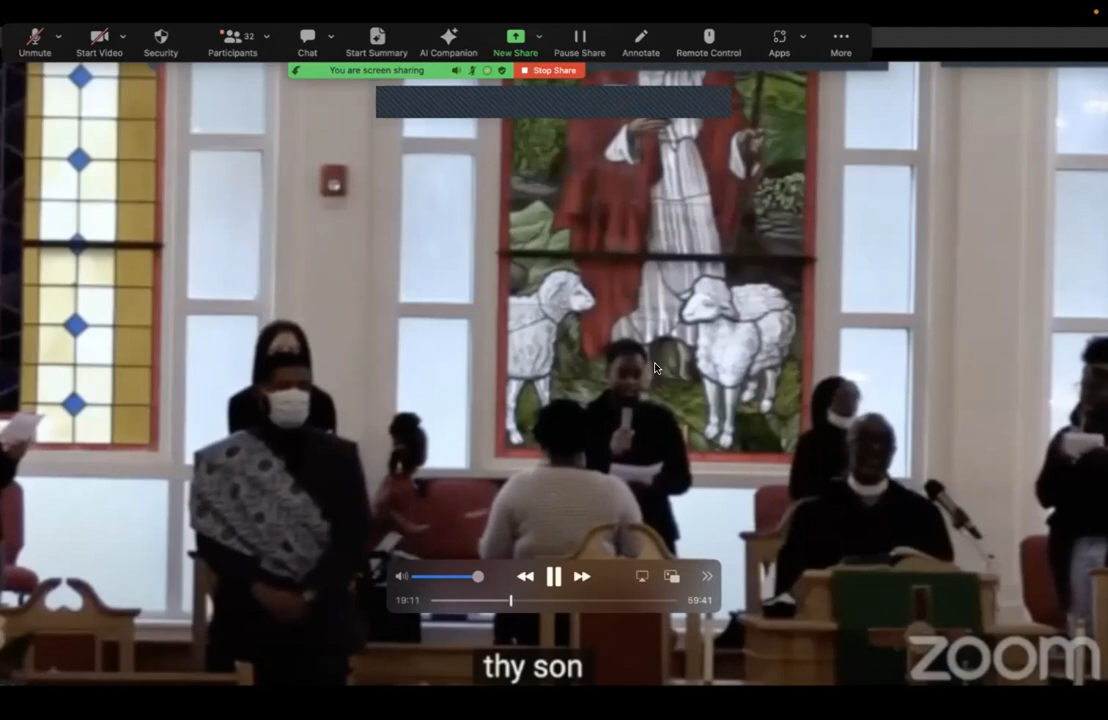 Unmute
Start Video
Security
32
Participants
Chat
Start Summary
AI Companion
New Share
Pause Share
Annotate
Remote Control
Apps
More
You are screen sharing
Stop Share
19:11
59:41
thy son
zoom